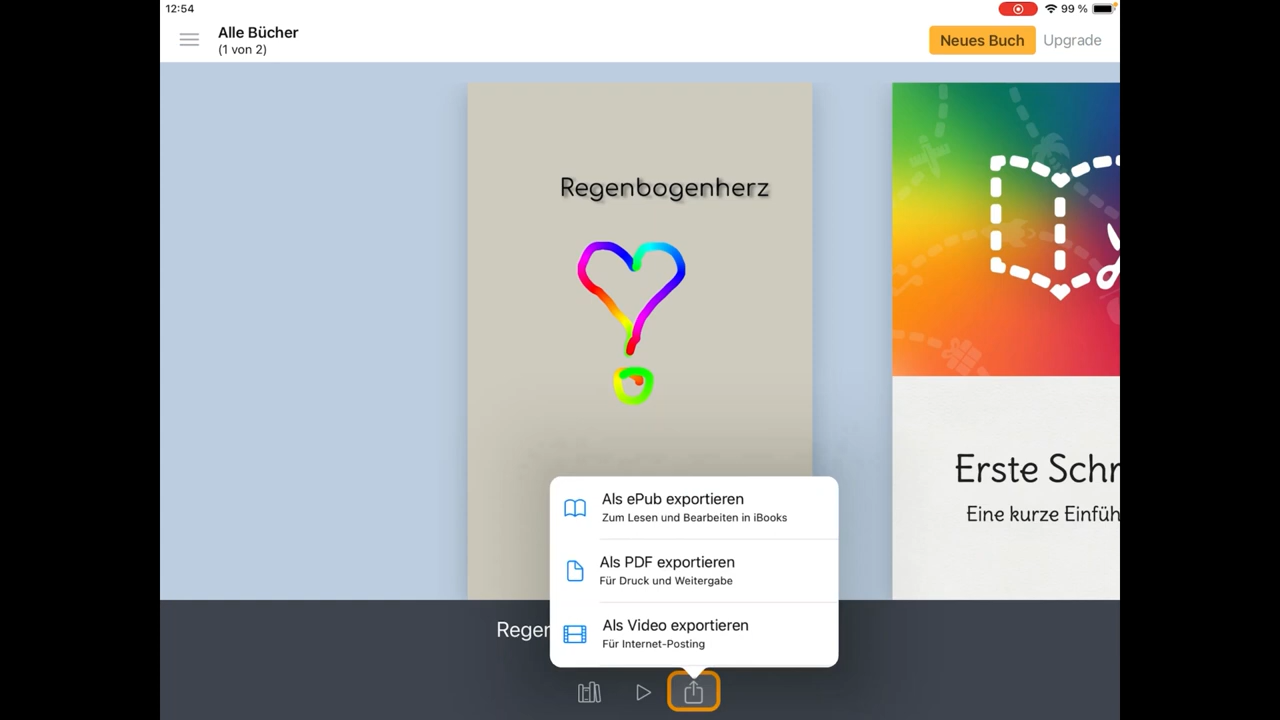 12:54
99 %
Alle Bücher
(1 von 2)
Neues Buch
Upgrade
Regenbogenherz
Erste Schr
Eine kurze Einfüh
Als ePub exportieren
Zum Lesen und Bearbeiten in iBooks
Als PDF exportieren
Für Druck und Weitergabe
Als Video exportieren
Für Internet-Posting
Reger